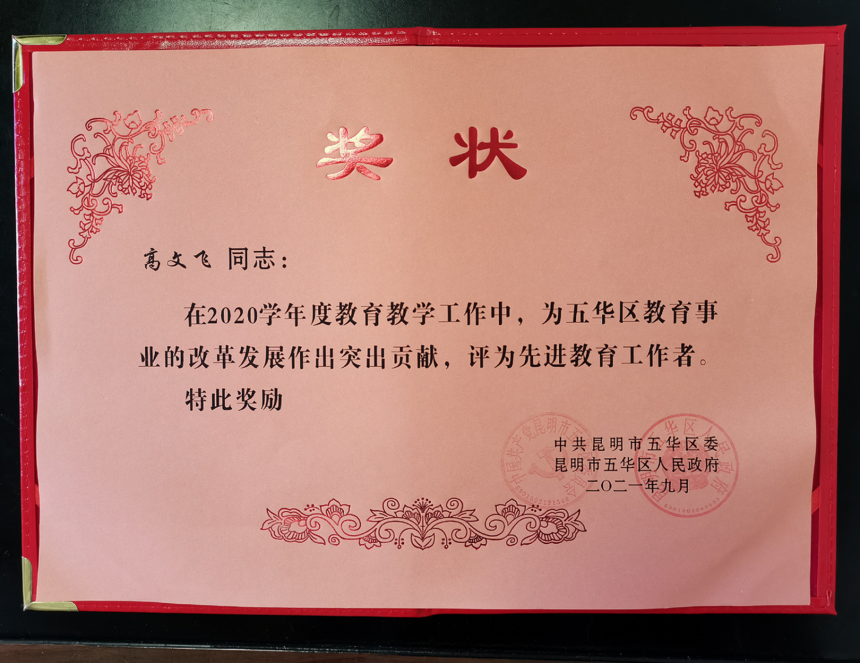 奖 状
高文飞 同志：
在2020学年度教育教学工作中，为五华区教育事
业的改革发展作出突出贡献，评为先进教育工作者。
特此奖励
中共昆明市五华区委
昆明市五华区人民政府
二〇二一年九月